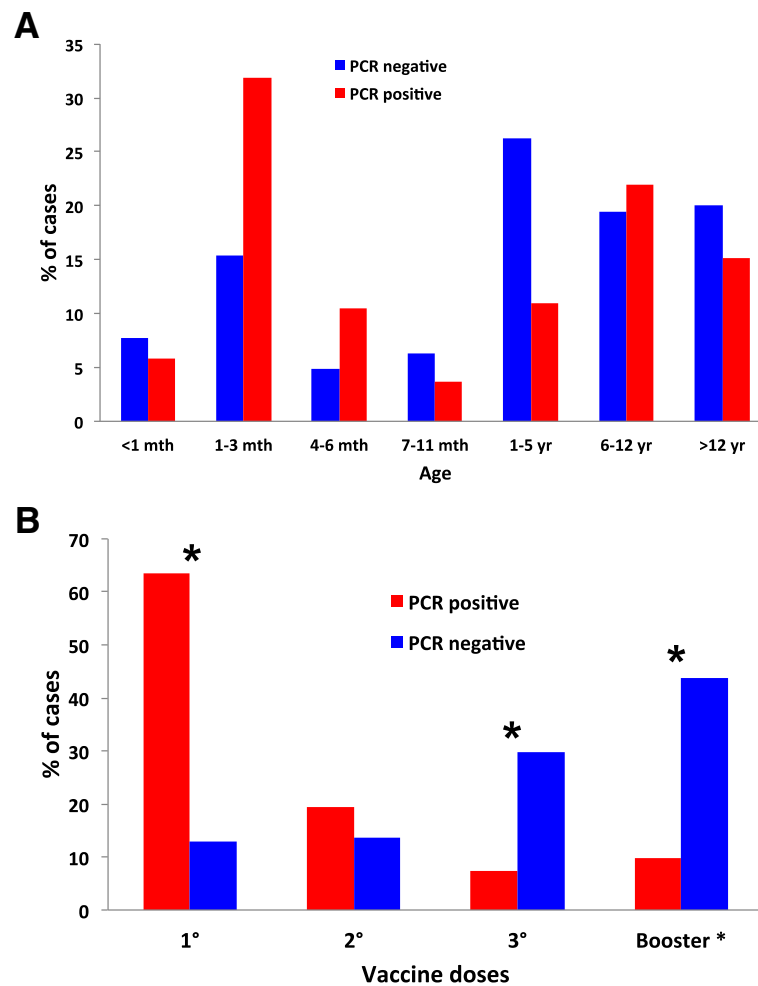 A
35
30
25
20
15
10
5
0
% of cases
PCR negative
PCR positive
<1 mth 1-3 mth 4-6 mth 7-11 mth 1-5 yr 6-12 yr >12 yr
Age
B
70
60
50
40
30
20
10
0
% of cases
PCR positive
PCR negative
*
*
*
1° 2° 3° Booster *
Vaccine doses